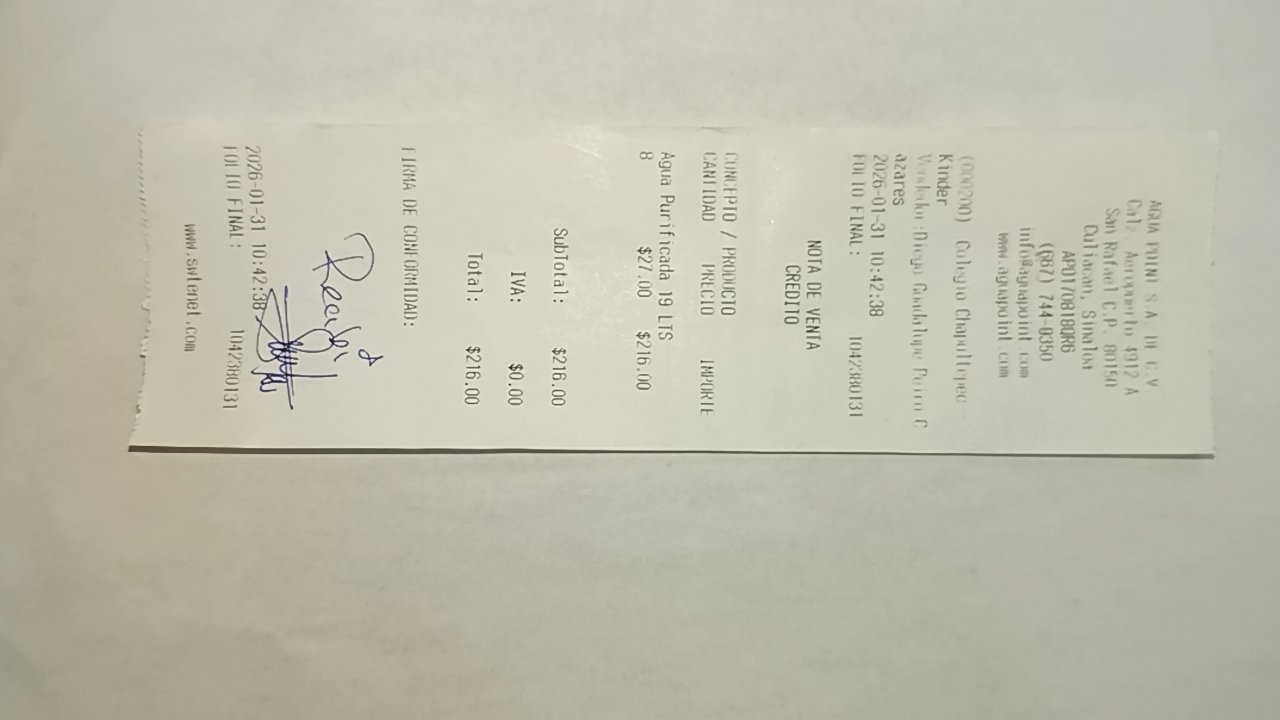 AGUA POINT S.A. DE C.V
Calz. Aeropuerto 4912 A
San Rafael C.P. 80150
Culiacan, Sinaloa
APO170818QR6
(667) 744-0350
info@aguapoint.com
www.aguapoint.com
(000200) Colegio Chapultepec -
Kinder
Vendedor:Diego Guadalupe Petro C
azares
2026-01-31 10:42:38
FOLIO FINAL: 1042380131
NOTA DE VENTA
CREDITO
CONCEPTO / PRODUCTO
CANTIDAD PRECIO IMPORTE
Agua Purificada 19 LTS
8 $27.00 $216.00
SubTotal: $216.00
IVA: $0.00
Total: $216.00
FIRMA DE CONFORMIDAD:
2026-01-31 10:42:38
FOLIO FINAL: 1042380131
www.swfenet.com